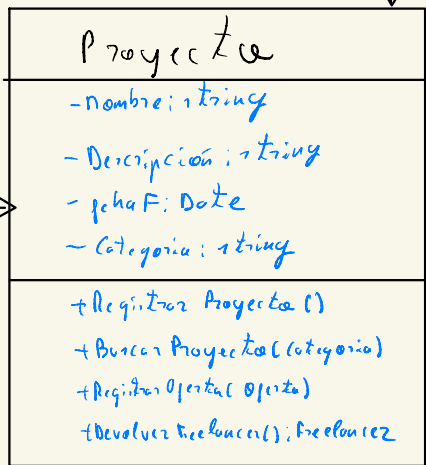 Proyecto
- nombre: string
- Descripción: string
- fechaF: Date
- Categoria: string
+ Registrar Proyecto()
+ Buscar Proyecto(categoria)
+ Registrar Oferta(Oferta)
+ Devolver freelancer(): freelancer